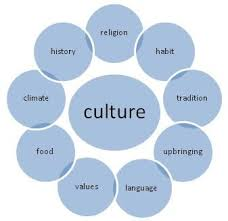 religion
history
habit
climate
culture
tradition
food
upbringing
values
language